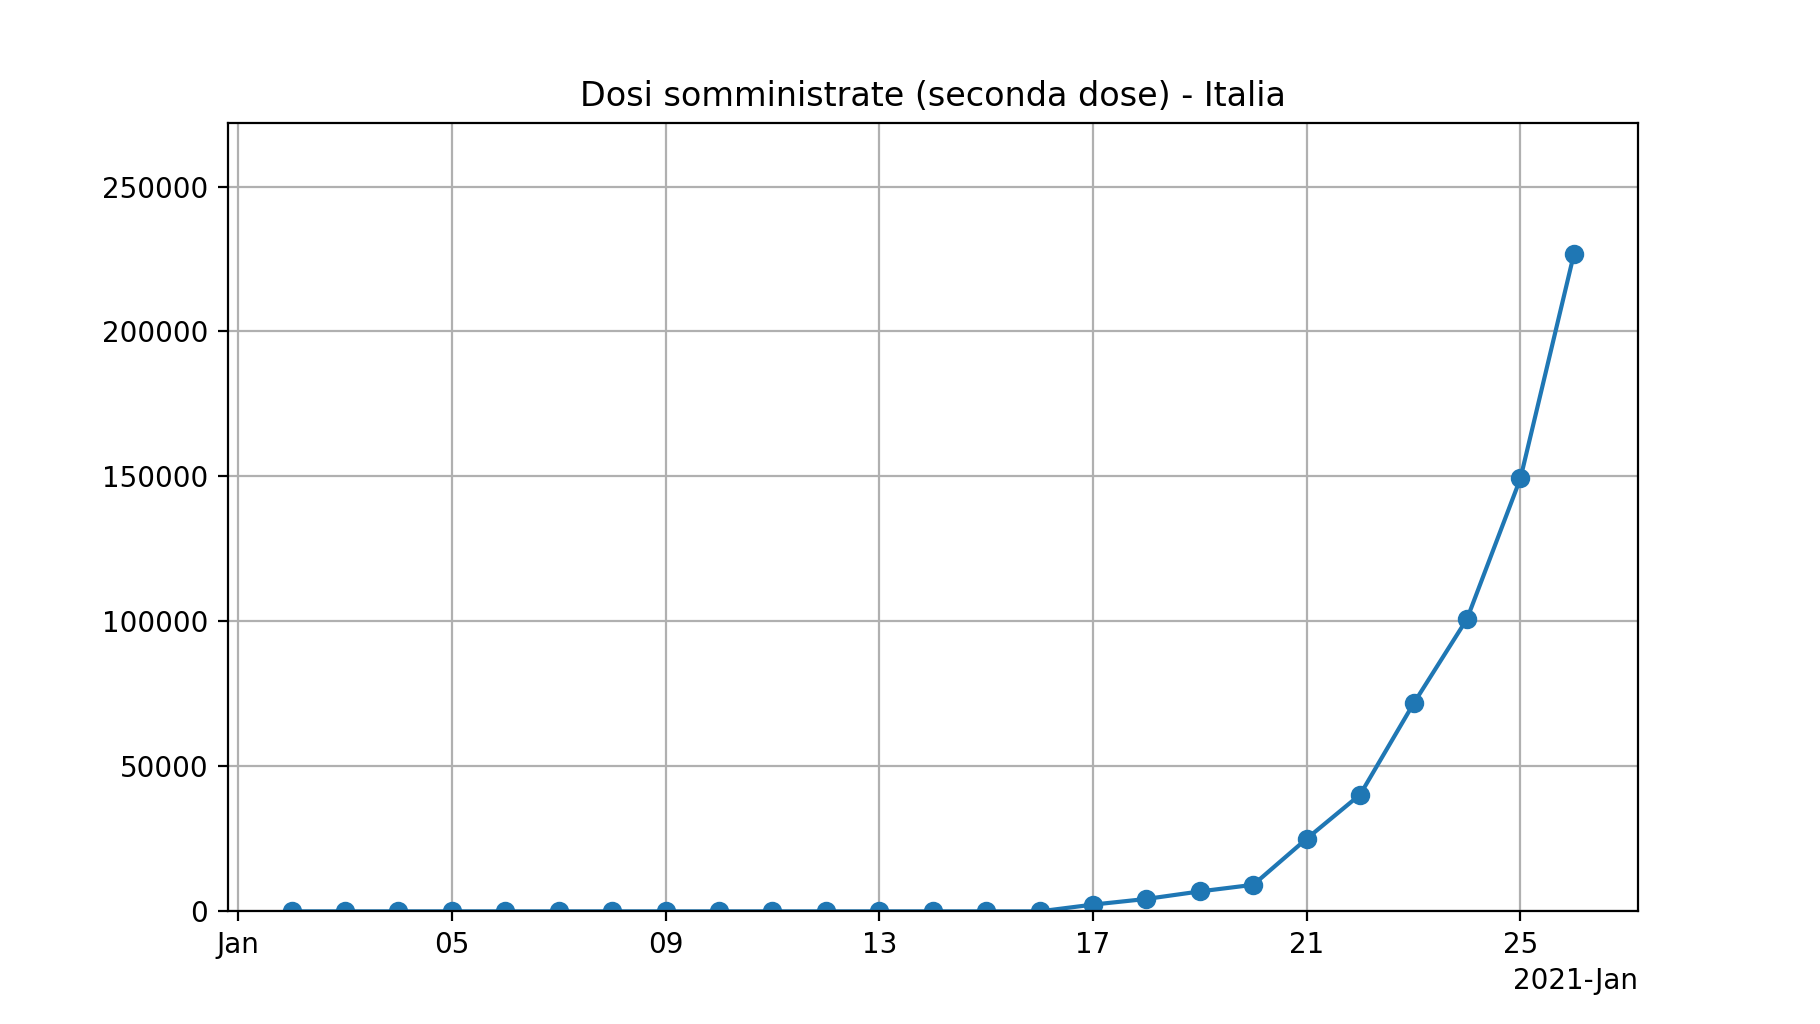 Dosi somministrate (seconda dose) - Italia
250000
200000
150000
100000
50000
0
Jan 05 09 13 17 21 25
2021-Jan